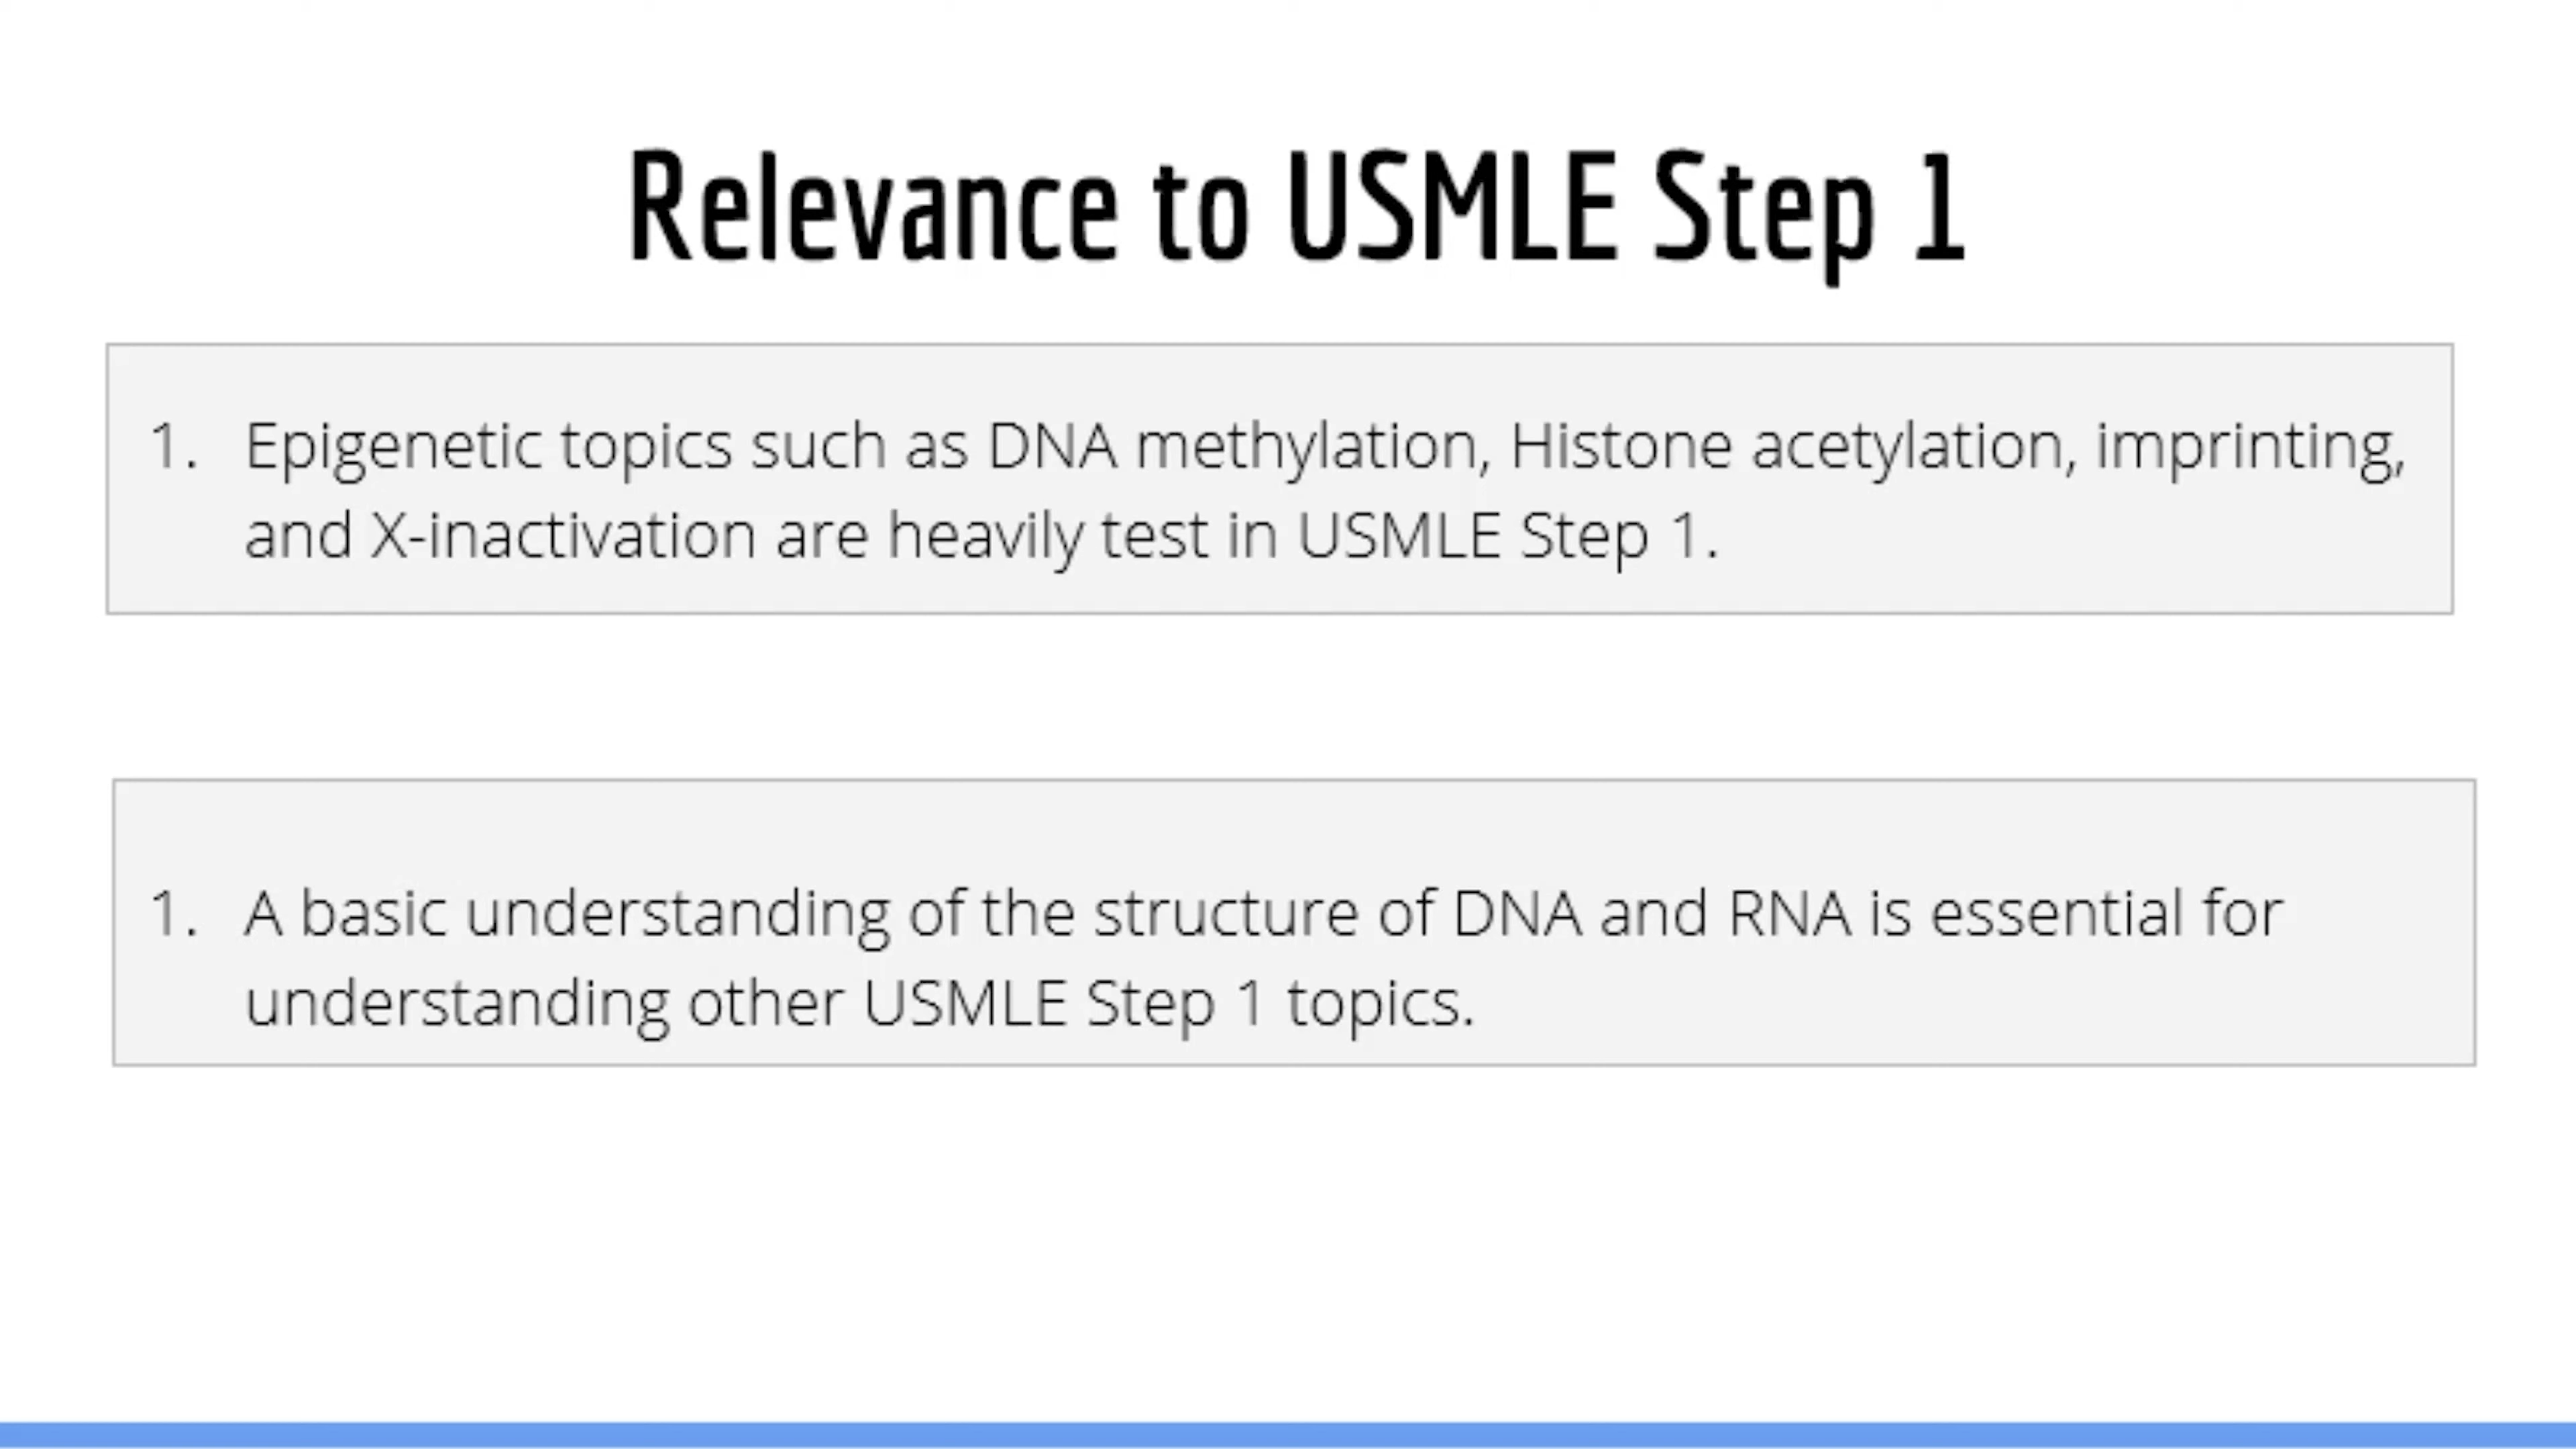 Relevance to USMLE Step 1
1. Epigenetic topics such as DNA methylation, Histone acetylation, imprinting,
and X-inactivation are heavily test in USMLE Step 1.
1. A basic understanding of the structure of DNA and RNA is essential for
understanding other USMLE Step 1 topics.